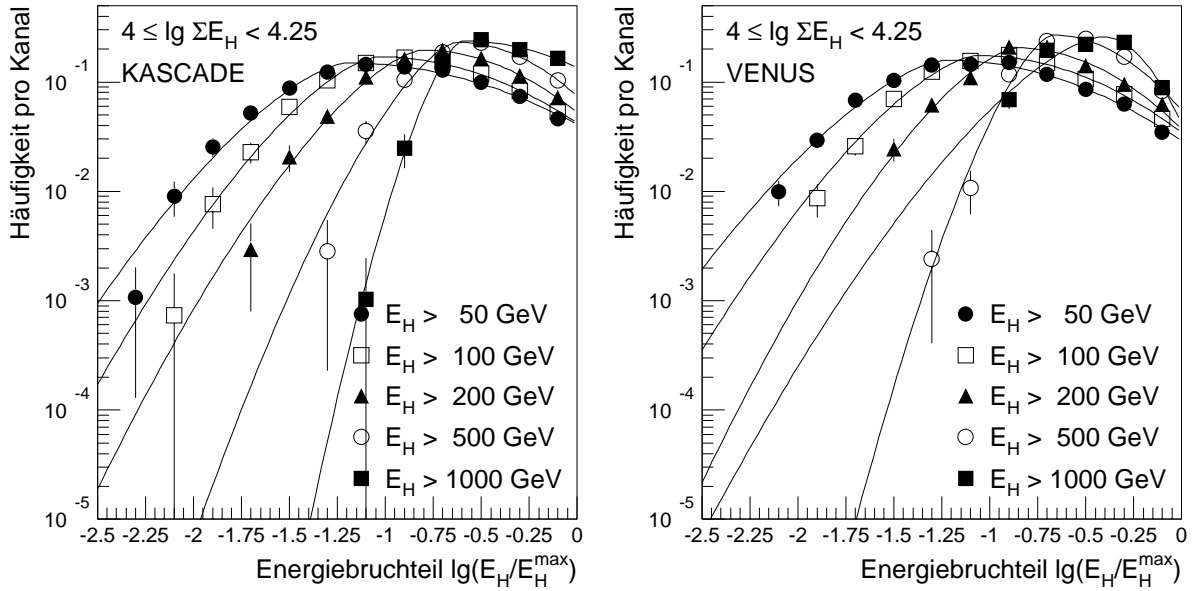 4 ≤ lg ΣE_H < 4.25
KASCADE
Häufigkeit pro Kanal
10^-1
10^-2
10^-3
10^-4
10^-5
E_H > 50 GeV
E_H > 100 GeV
E_H > 200 GeV
E_H > 500 GeV
E_H > 1000 GeV
-2.5 -2.25 -2 -1.75 -1.5 -1.25 -1 -0.75 -0.5 -0.25 0
Energiebruchteil lg(E_H/E_H^max)
4 ≤ lg ΣE_H < 4.25
VENUS
Häufigkeit pro Kanal
10^-1
10^-2
10^-3
10^-4
10^-5
E_H > 50 GeV
E_H > 100 GeV
E_H > 200 GeV
E_H > 500 GeV
E_H > 1000 GeV
-2.5 -2.25 -2 -1.75 -1.5 -1.25 -1 -0.75 -0.5 -0.25 0
Energiebruchteil lg(E_H/E_H^max)